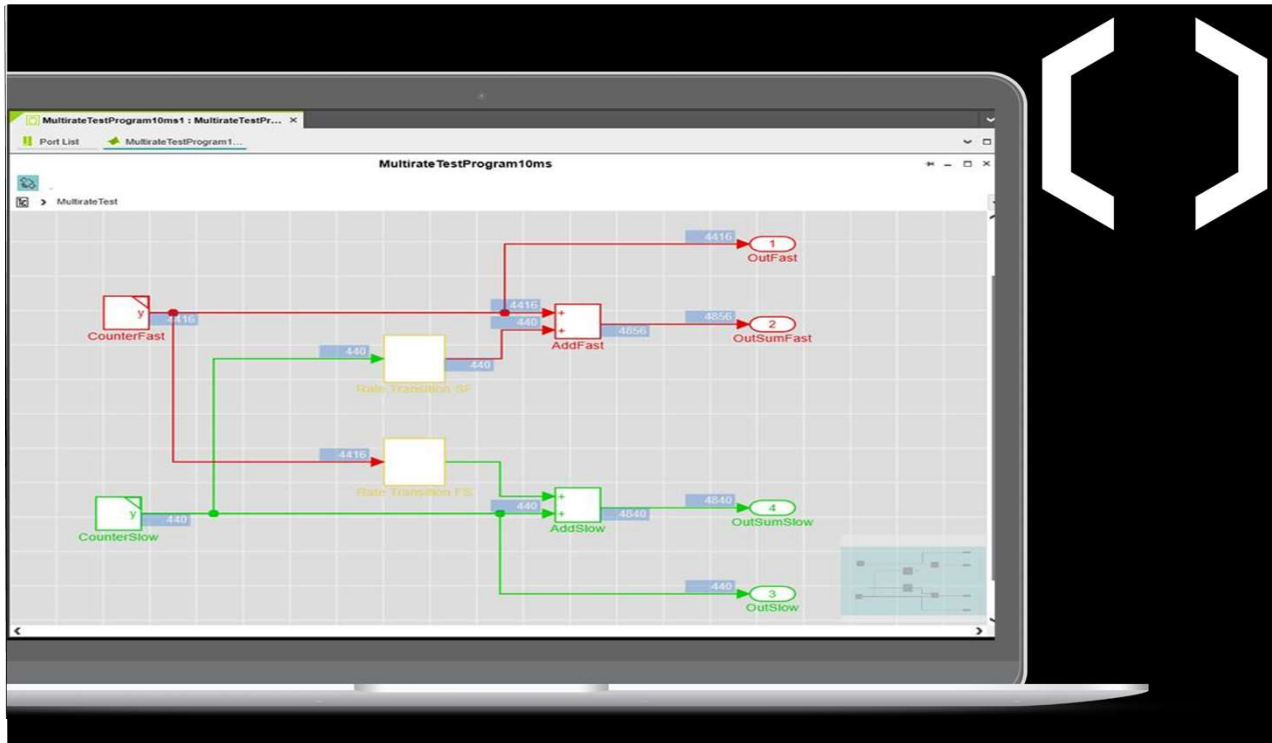 MultirateTestProgram10ms1 : MultirateTestPr... ×
Port List MultirateTestProgram1...
MultirateTestProgram10ms
MultirateTest
4416
1
OutFast
y
4416
CounterFast
4416
440
+
+
AddFast
4856
4856
2
OutSumFast
440
440
Rate Transition SF
4416
Rate Transition FS
y
440
CounterSlow
440
+
+
AddSlow
4840
4840
4
OutSumSlow
440
3
OutSlow